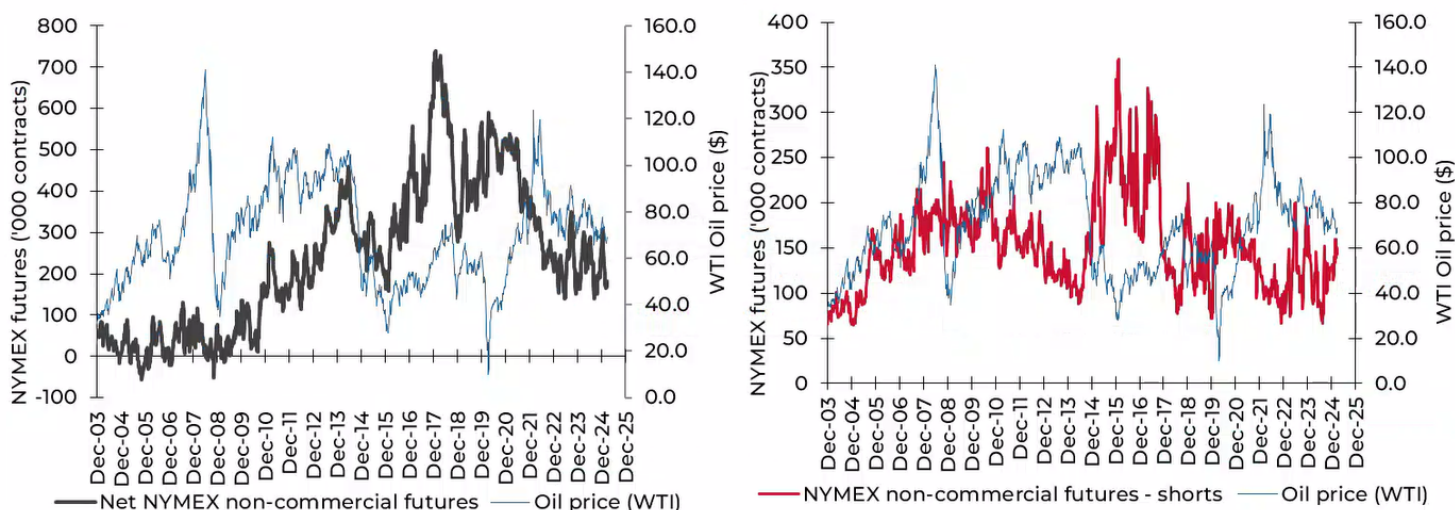 NYMEX futures ('000 contracts)
800
700
600
500
400
300
200
100
0
-100
160.0
140.0
120.0
100.0
80.0
60.0
40.0
20.0
0.0
WTI Oil price ($)
Dec-03
Dec-04
Dec-05
Dec-06
Dec-07
Dec-08
Dec-09
Dec-10
Dec-11
Dec-12
Dec-13
Dec-14
Dec-15
Dec-16
Dec-17
Dec-18
Dec-19
Dec-20
Dec-21
Dec-22
Dec-23
Dec-24
Dec-25
Net NYMEX non-commercial futures
Oil price (WTI)
NYMEX futures ('000 contracts)
400
350
300
250
200
150
100
50
0
160.0
140.0
120.0
100.0
80.0
60.0
40.0
20.0
0.0
WTI Oil price ($)
Dec-03
Dec-04
Dec-05
Dec-06
Dec-07
Dec-08
Dec-09
Dec-10
Dec-11
Dec-12
Dec-13
Dec-14
Dec-15
Dec-16
Dec-17
Dec-18
Dec-19
Dec-20
Dec-21
Dec-22
Dec-23
Dec-24
Dec-25
NYMEX non-commercial futures - shorts
Oil price (WTI)